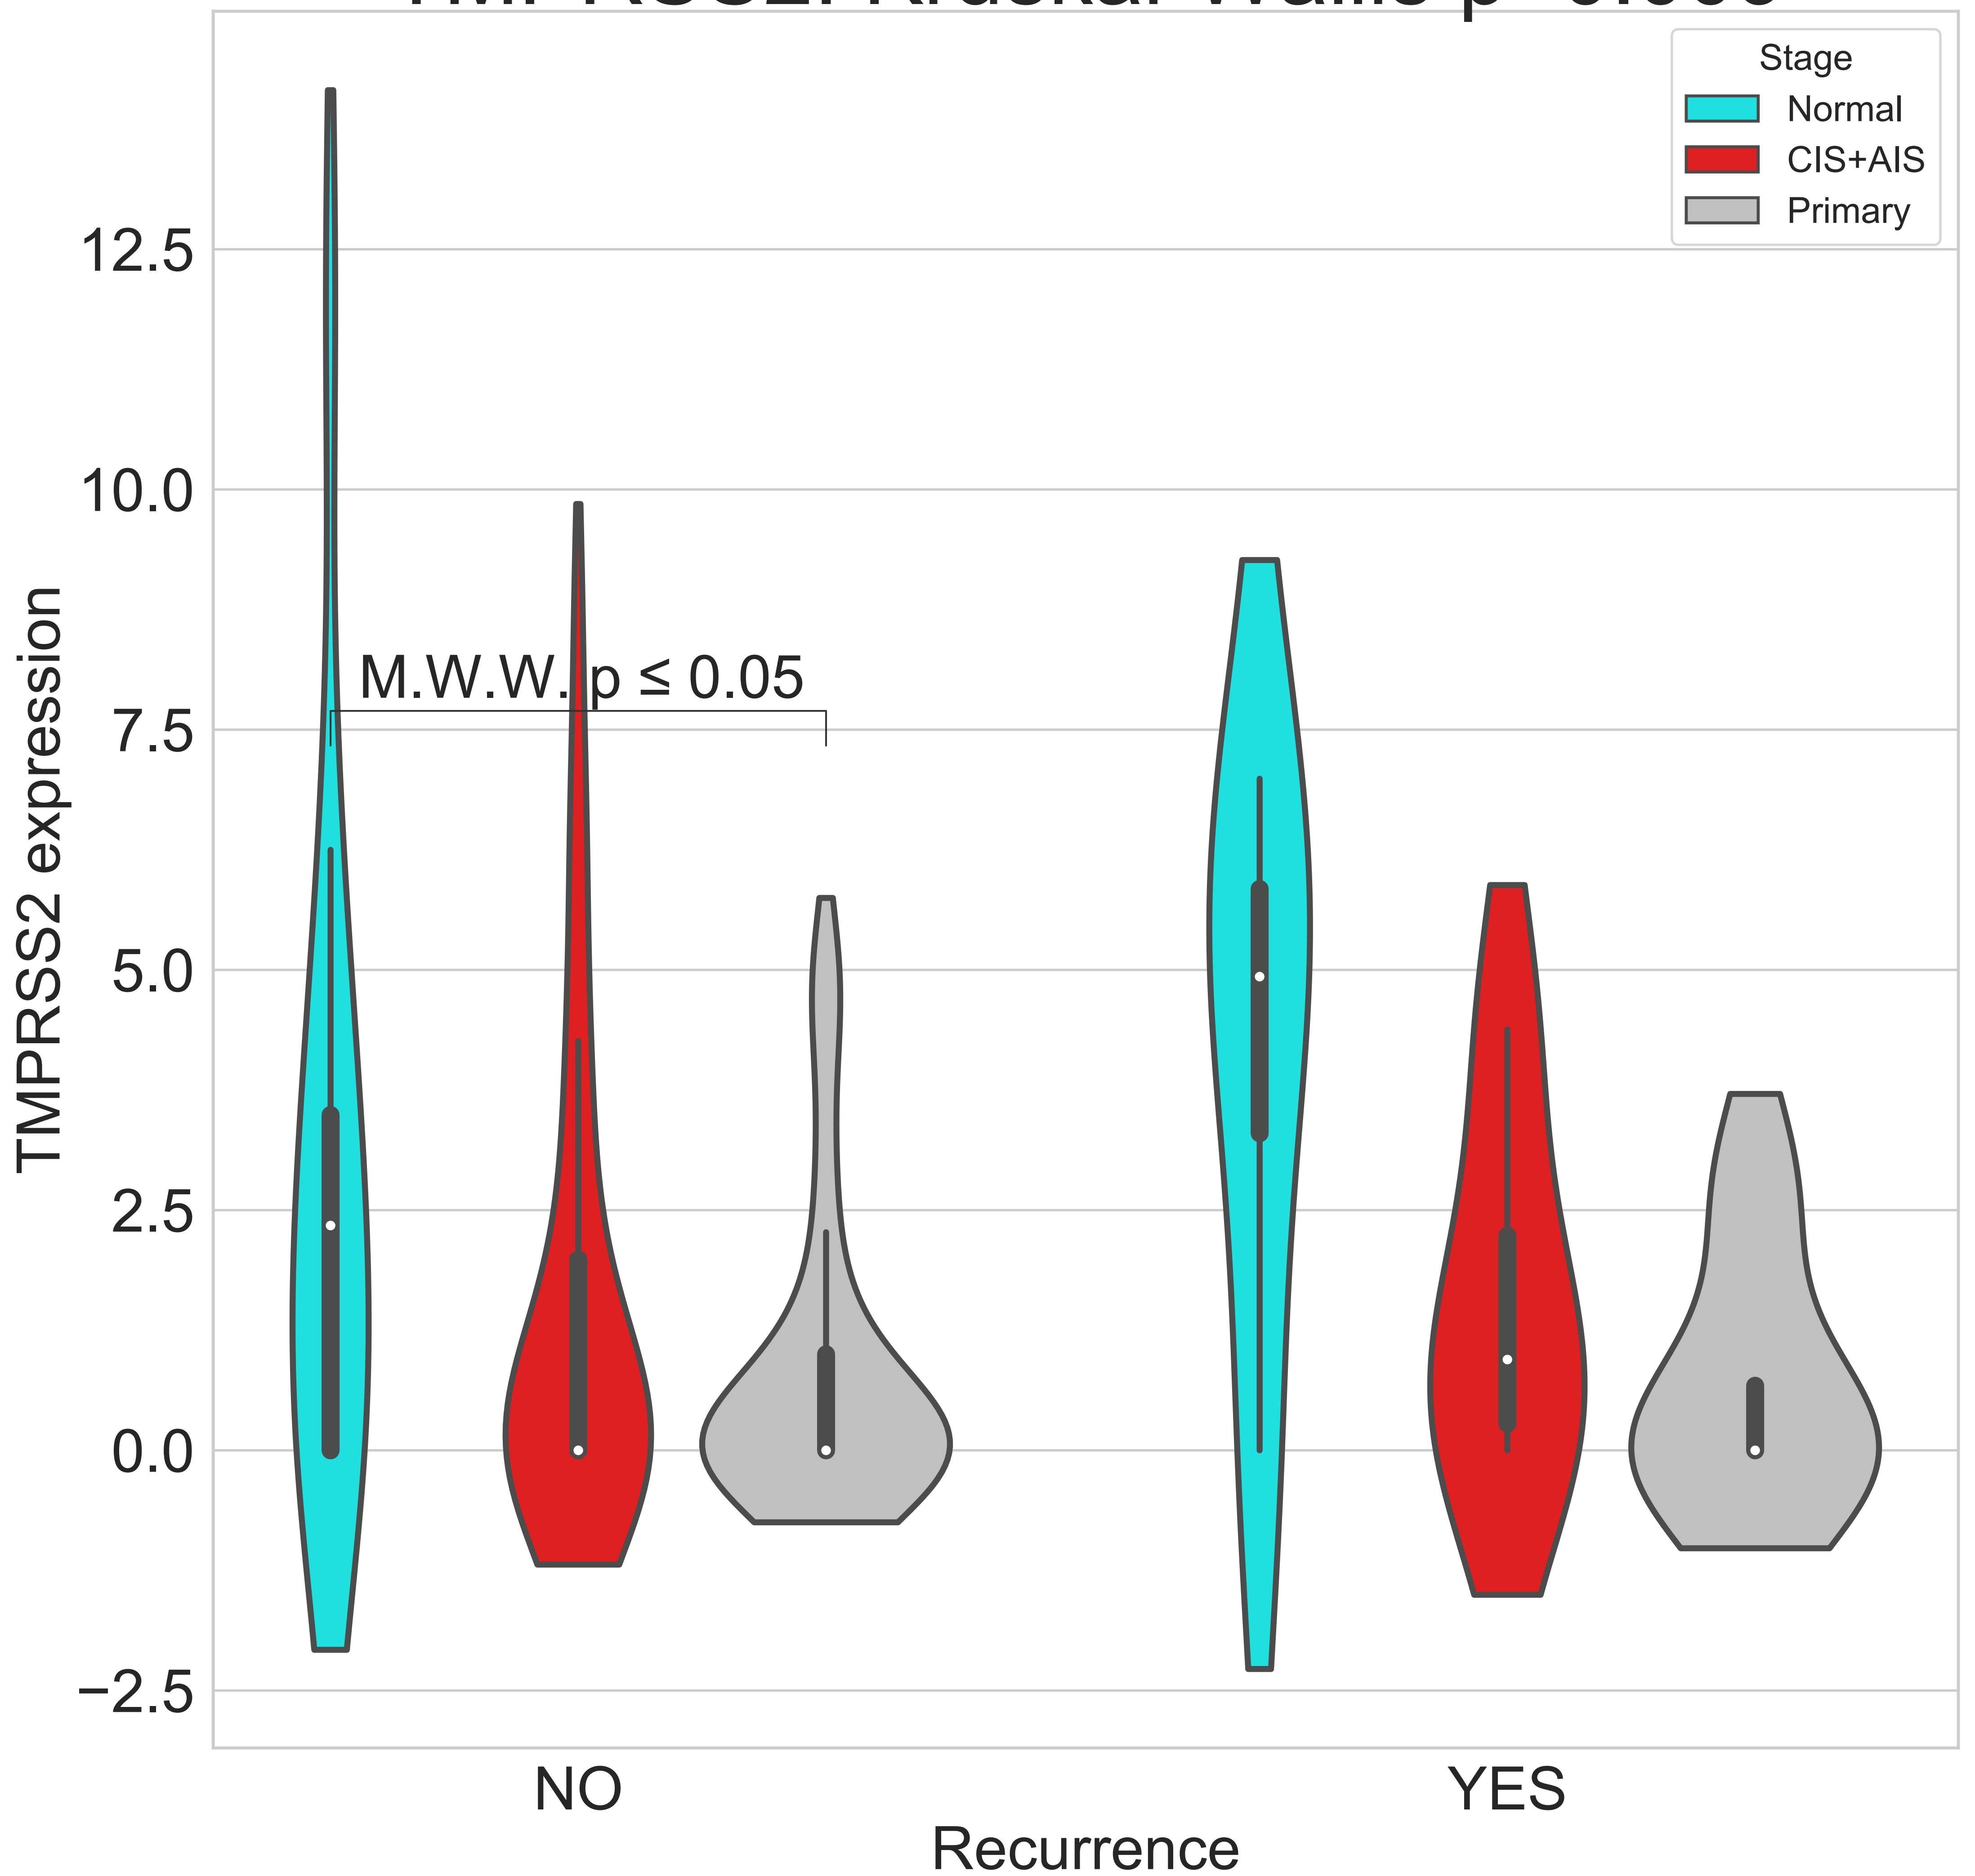 Stage
Normal
CIS+AIS
Primary
12.5
10.0
7.5
5.0
2.5
0.0
−2.5
TMPRSS2 expression
M.W.W. p ≤ 0.05
NO
YES
Recurrence